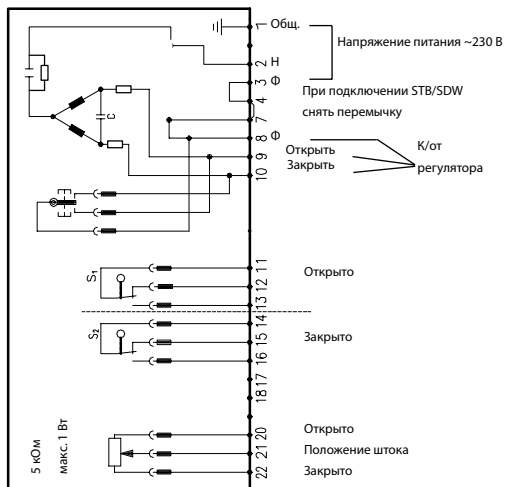 1 Общ.
Напряжение питания ~230 В
2 Н
3 Ф
При подключении STB/SDW
4
снять перемычку
7
8 Ф
К/от
Открыть
9
регулятора
Закрыть
10
C
S₁
11
Открыто
12
13
S₂
14
Закрыто
15
16
17
18
5 кОм
макс. 1 Вт
20
Открыто
21
Положение штока
22
Закрыто